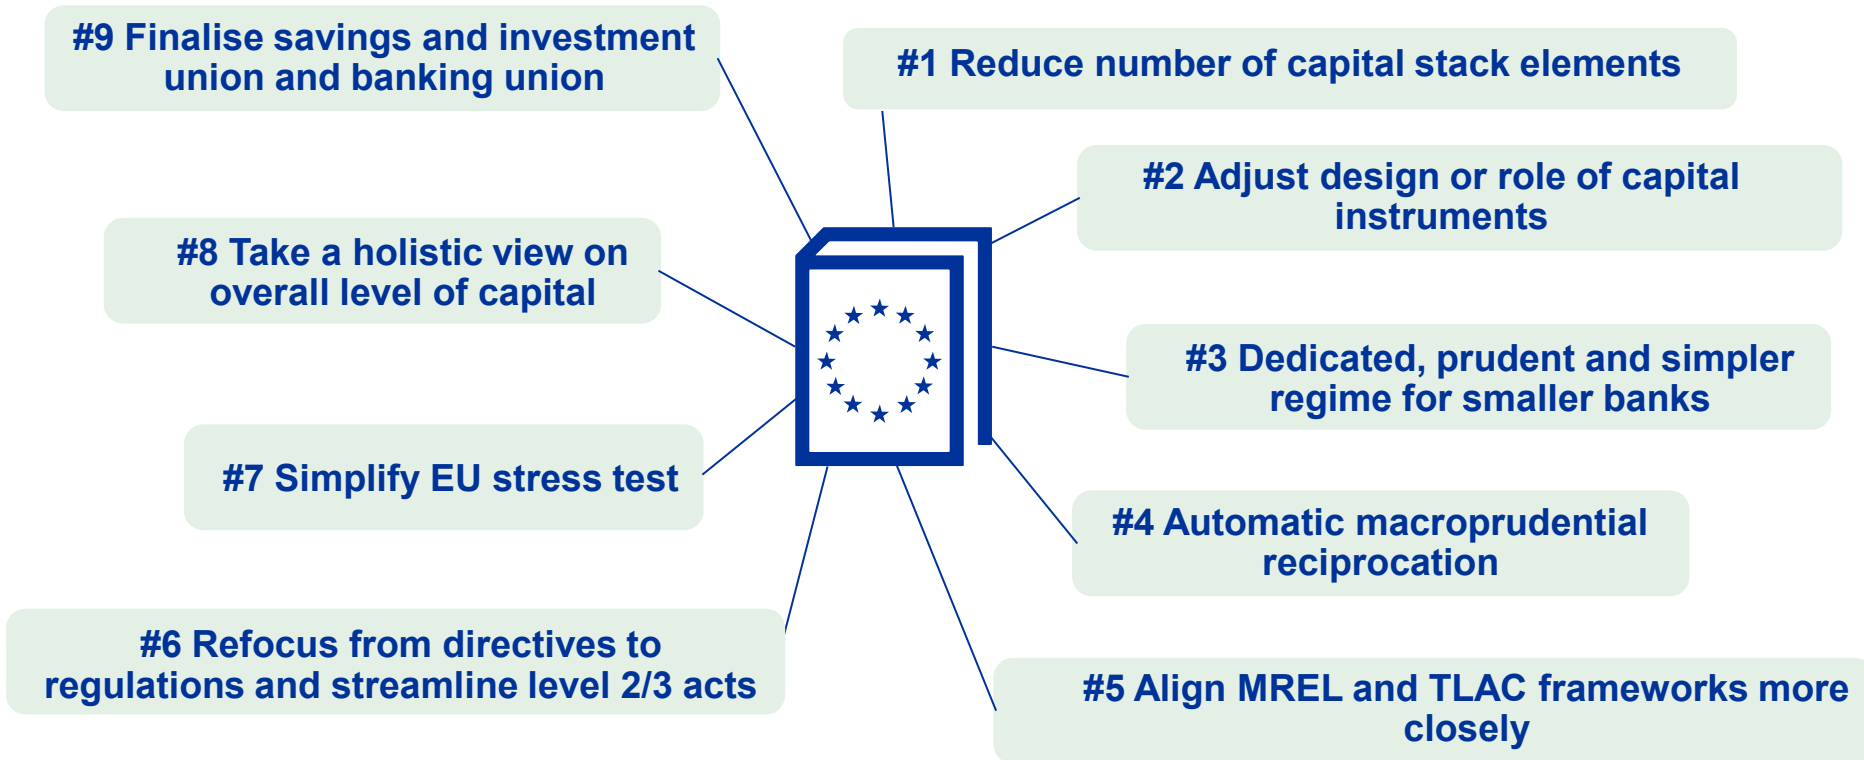 #1 Reduce number of capital stack elements
#2 Adjust design or role of capital
instruments
#3 Dedicated, prudent and simpler
regime for smaller banks
#4 Automatic macroprudential
reciprocation
#5 Align MREL and TLAC frameworks more
closely
#6 Refocus from directives to
regulations and streamline level 2/3 acts
#7 Simplify EU stress test
#8 Take a holistic view on
overall level of capital
#9 Finalise savings and investment
union and banking union